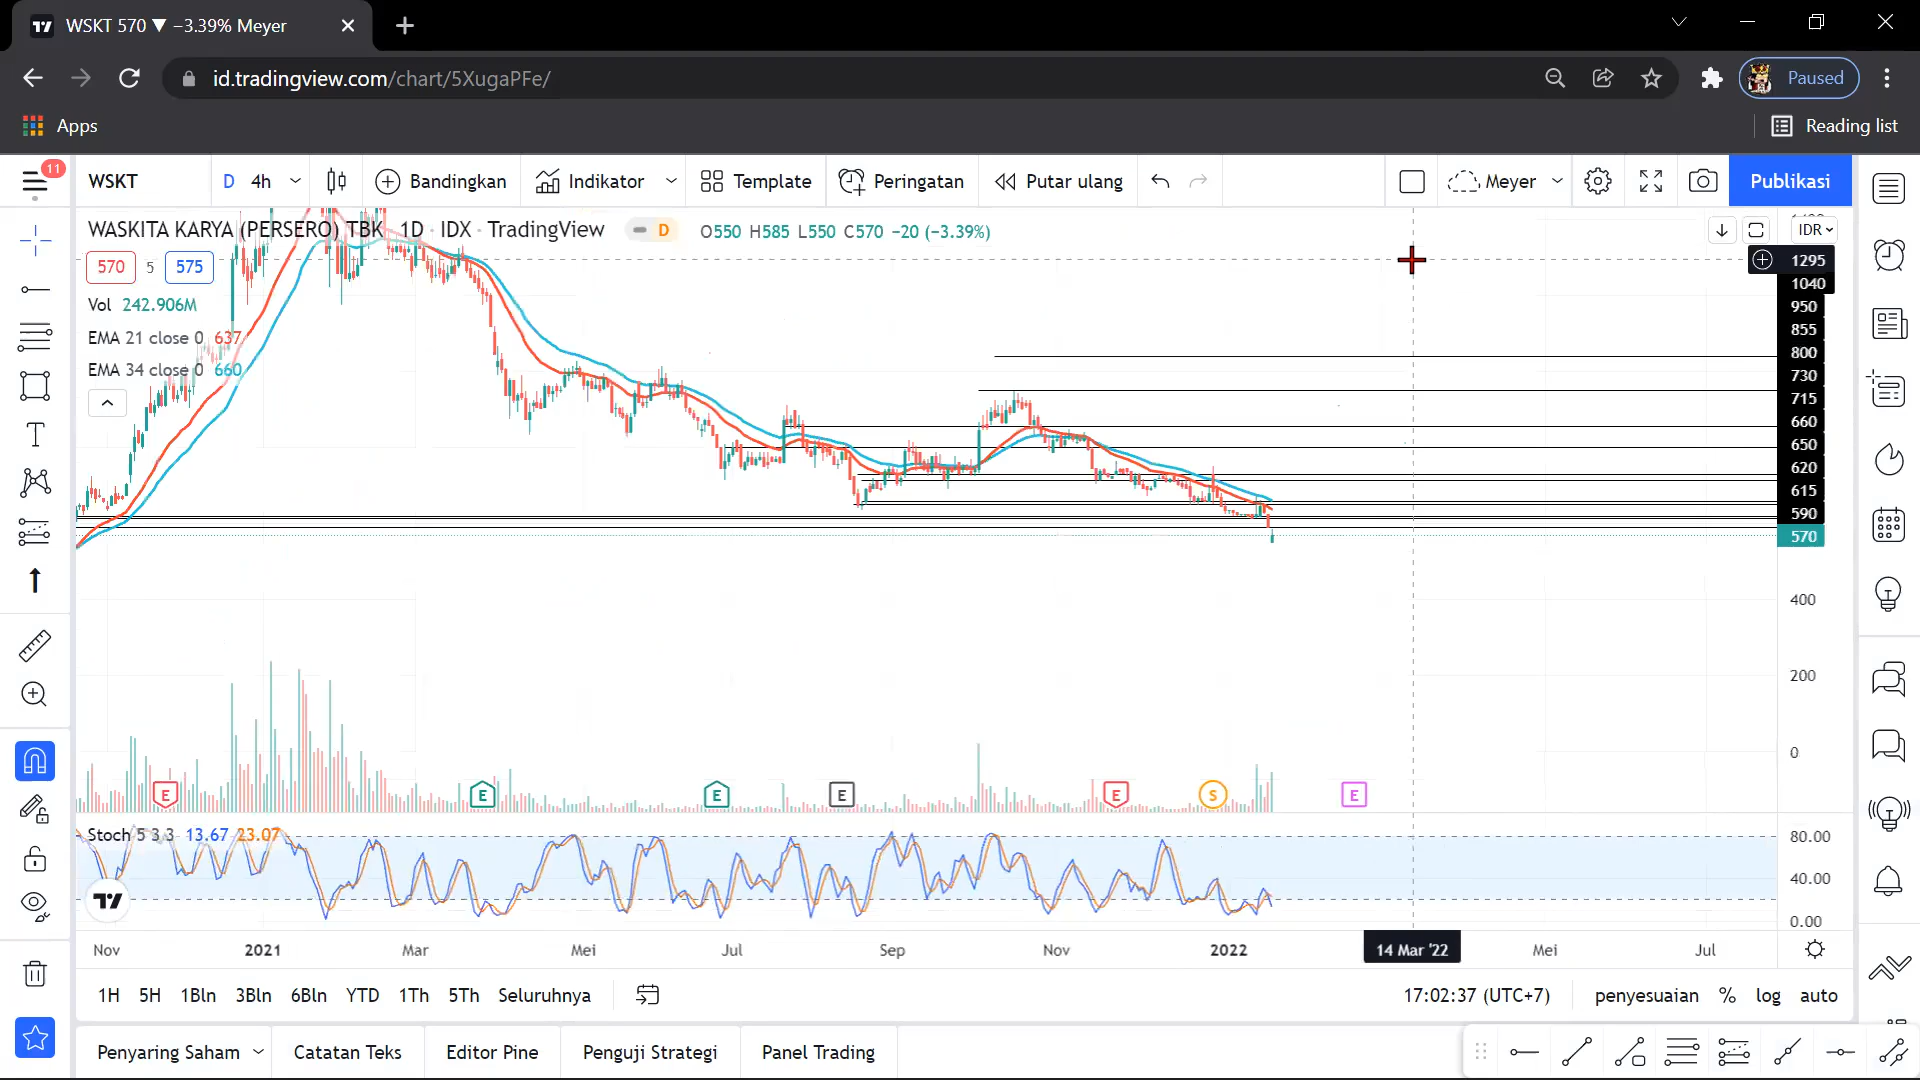 WSKT 570 ▼ −3.39% Meyer
id.tradingview.com/chart/5XugaPFe/
Paused
Apps
Reading list
11
WSKT
D 4h
Bandingkan
Indikator
Template
Peringatan
Putar ulang
Meyer
Publikasi
WASKITA KARYA (PERSERO) TBK · 1D · IDX · TradingView
D
O550 H585 L550 C570 −20 (−3.39%)
IDR
570 5 575
Vol 242.906M
EMA 21 close 0 637
EMA 34 close 0 660
1295
1040
950
855
800
730
715
660
650
620
615
590
570
400
200
0
E E E E E S E
Stoch 5 3 3 13.67 23.07
80.00
40.00
0.00
Nov 2021 Mar Mei Jul Sep Nov 2022 14 Mar '22 Mei Jul
1H 5H 1Bln 3Bln 6Bln YTD 1Th 5Th Seluruhnya
17:02:37 (UTC+7)
penyesuaian % log auto
Penyaring Saham
Catatan Teks
Editor Pine
Penguji Strategi
Panel Trading